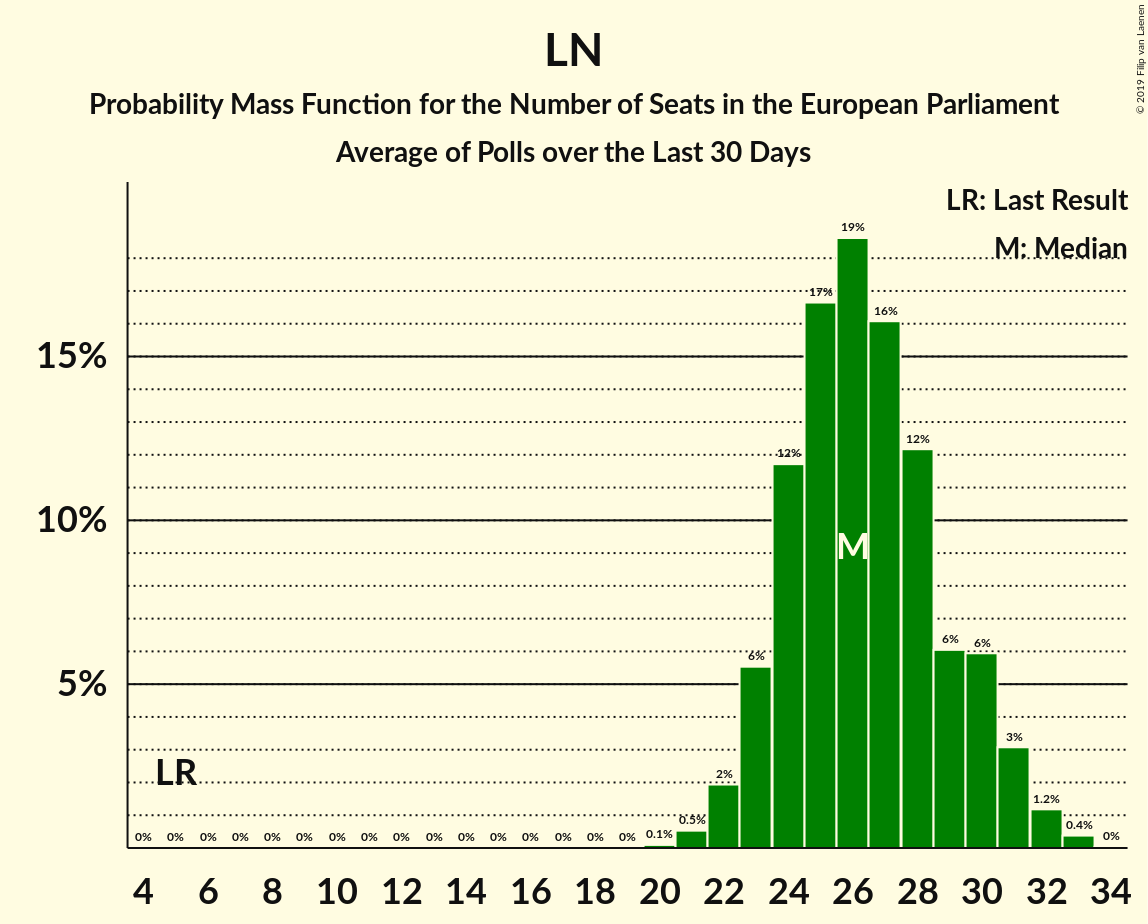 LN
Probability Mass Function for the Number of Seats in the European Parliament
Average of Polls over the Last 30 Days
© 2019 Filip van Laenen
LR: Last Result
M: Median
15%
10%
5%
LR
M
0% 0% 0% 0% 0% 0% 0% 0% 0% 0% 0% 0% 0% 0% 0% 0% 0.1% 0.5% 2% 6% 12% 17% 19% 16% 12% 6% 6% 3% 1.2% 0.4% 0%
4 6 8 10 12 14 16 18 20 22 24 26 28 30 32 34